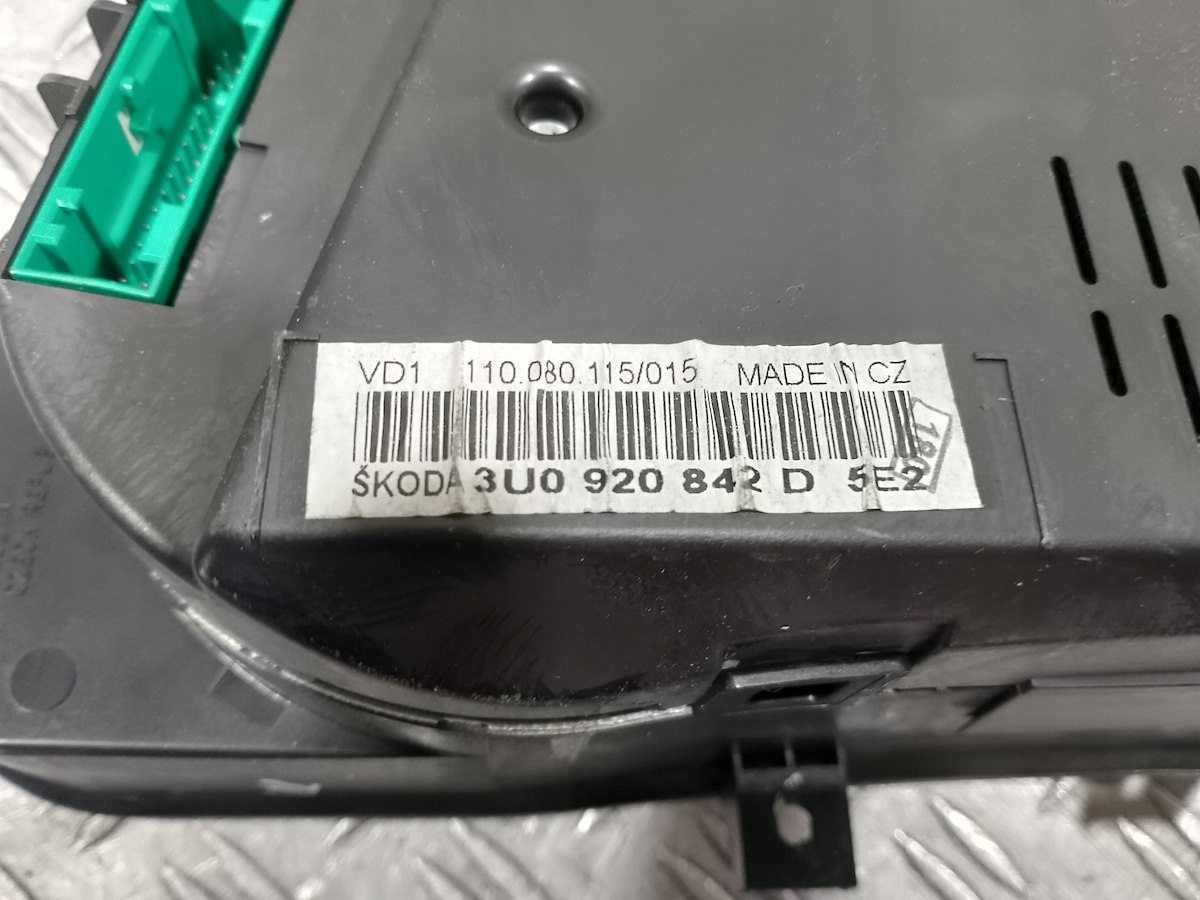 VD1 110.080.115/015 MADE IN CZ
ŠKODA 3U0 920 842 D 5E2